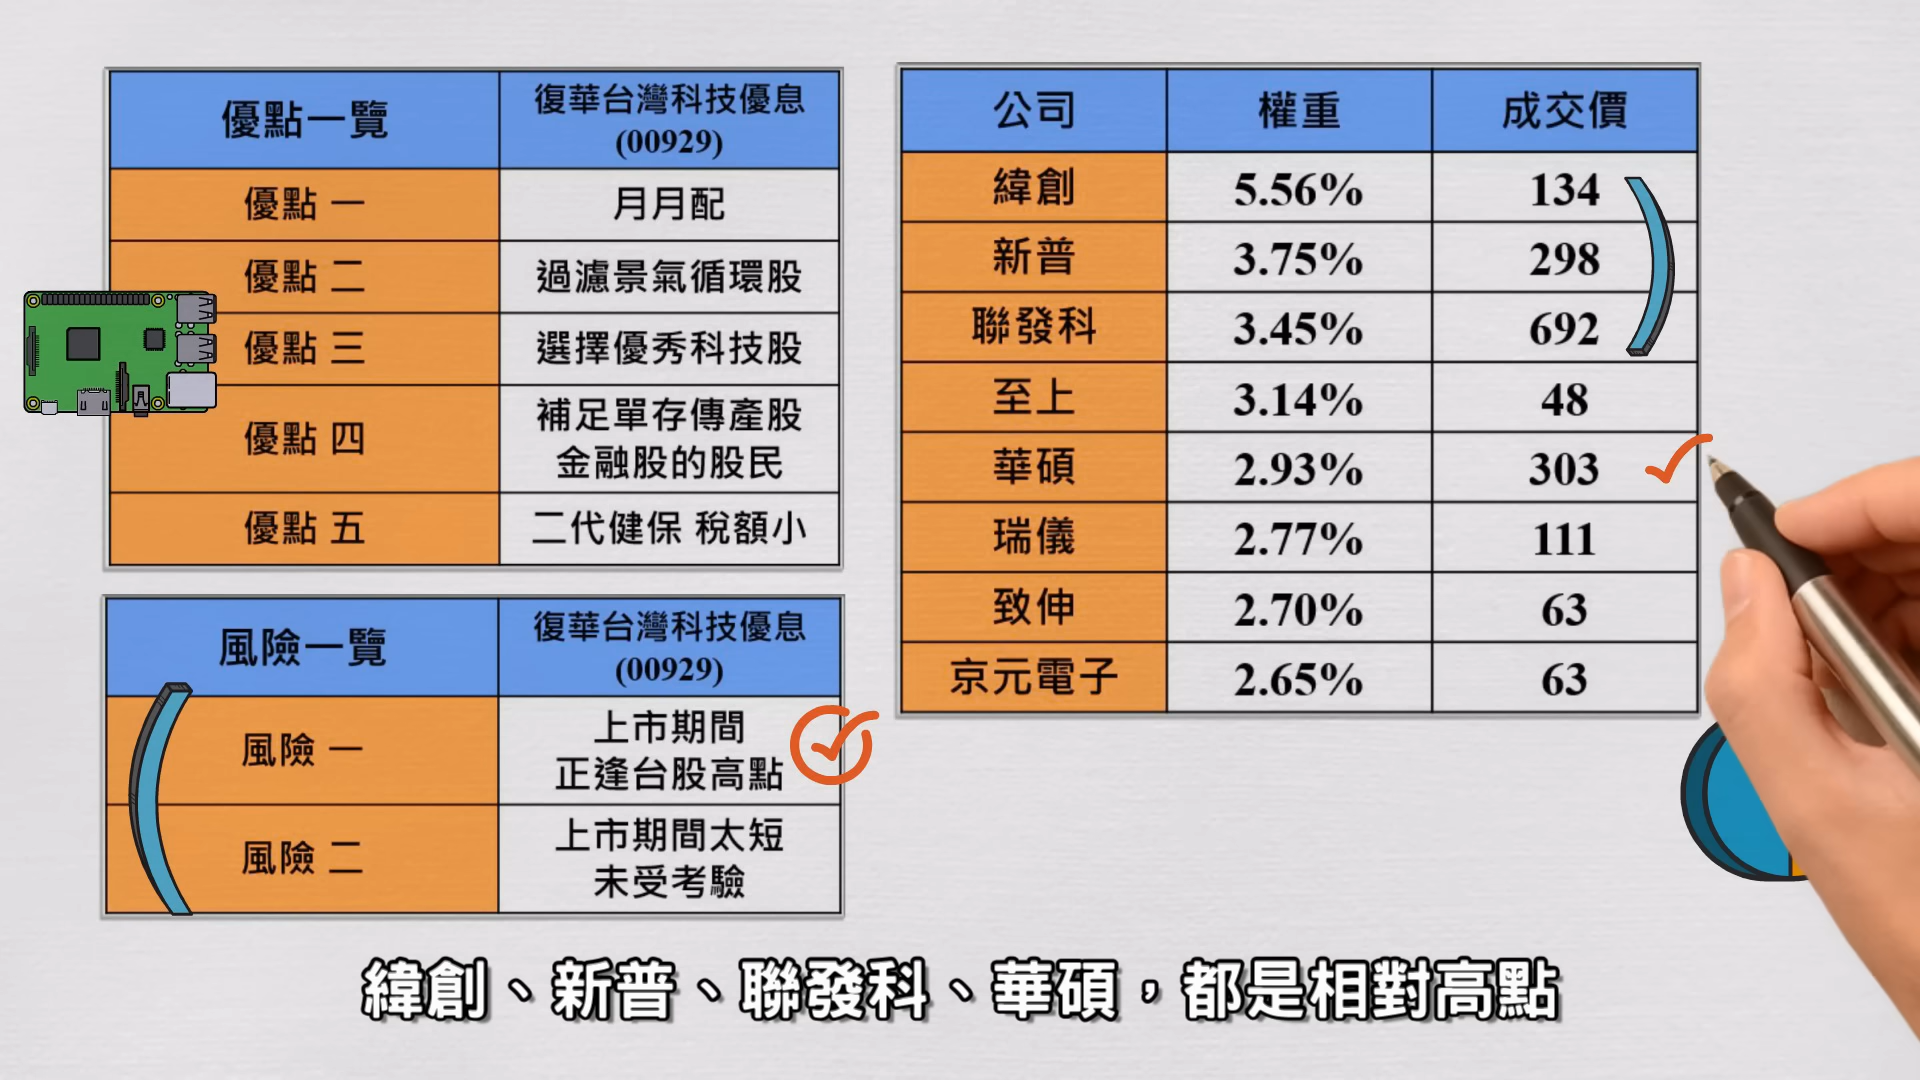 優點一覽 復華台灣科技優息
(00929)
優點 一 月月配
優點 二 過濾景氣循環股
優點 三 選擇優秀科技股
優點 四 補足單存傳產股
金融股的股民
優點 五 二代健保 稅額小
風險一覽 復華台灣科技優息
(00929)
風險 一 上市期間
正逢台股高點
風險 二 上市期間太短
未受考驗
公司 權重 成交價
緯創 5.56% 134
新普 3.75% 298
聯發科 3.45% 692
至上 3.14% 48
華碩 2.93% 303
瑞儀 2.77% 111
致伸 2.70% 63
京元電子 2.65% 63
緯創、新普、聯發科、華碩，都是相對高點